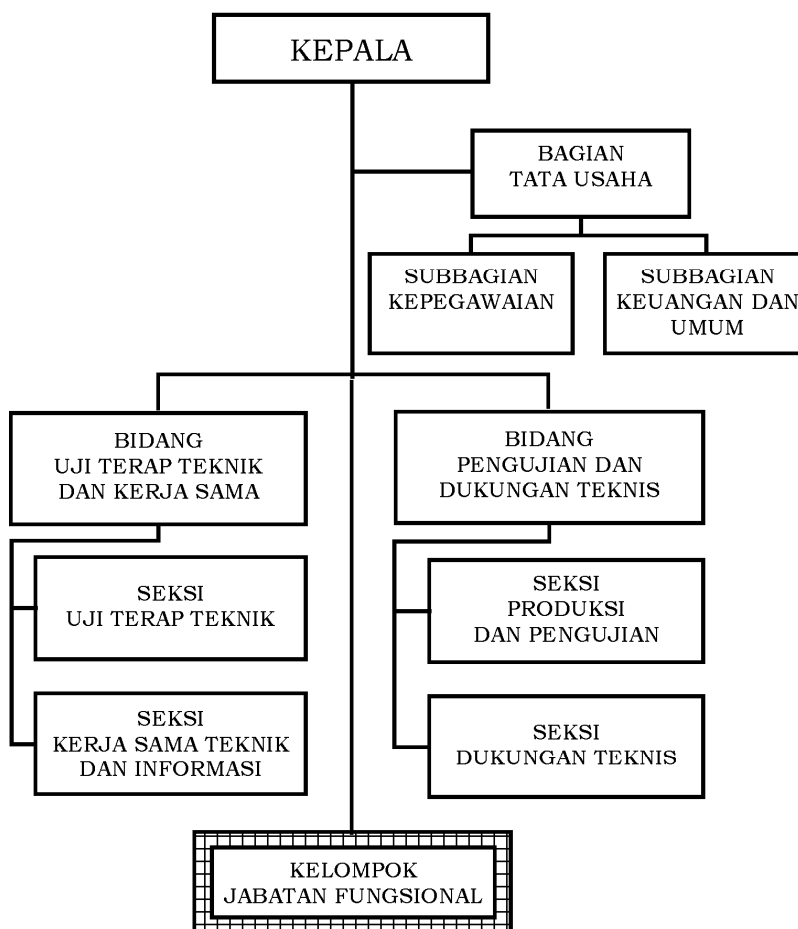 KEPALA
BAGIAN
TATA USAHA
SUBBAGIAN
KEPEGAWAIAN
SUBBAGIAN
KEUANGAN DAN
UMUM
BIDANG
UJI TERAP TEKNIK
DAN KERJA SAMA
BIDANG
PENGUJIAN DAN
DUKUNGAN TEKNIS
SEKSI
UJI TERAP TEKNIK
SEKSI
PRODUKSI
DAN PENGUJIAN
SEKSI
KERJA SAMA TEKNIK
DAN INFORMASI
SEKSI
DUKUNGAN TEKNIS
KELOMPOK
JABATAN FUNGSIONAL